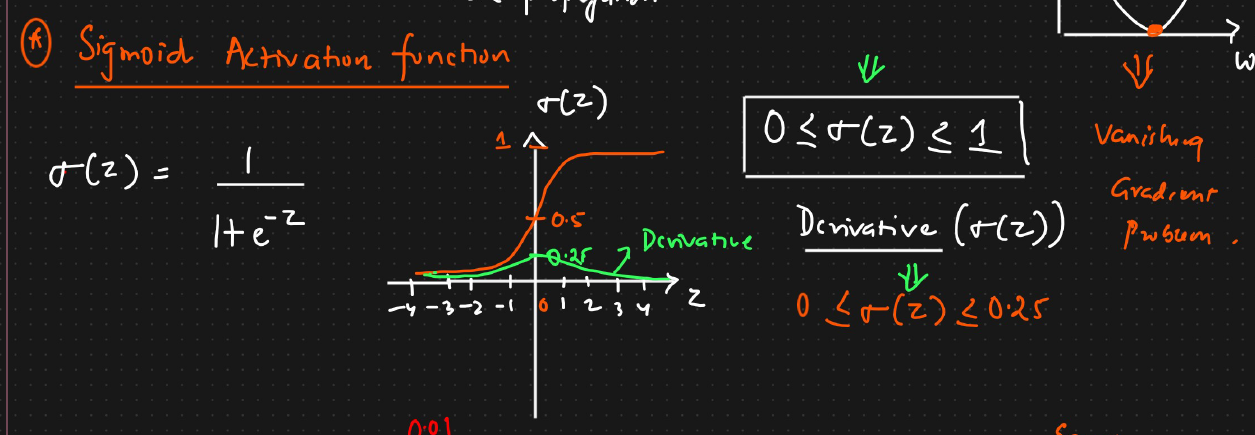 propagation
w
(*) Sigmoid Activation function
σ(z) = 1 / 1+e^-z
σ(z)
1
0.5
0.25
Derivative
-4 -3 -2 -1 0 1 2 3 4 z
0 ≤ σ(z) ≤ 1
Derivative (σ(z))
0 ≤ σ(z) ≤ 0.25
Vanishing
Gradient
Problem.
0.01